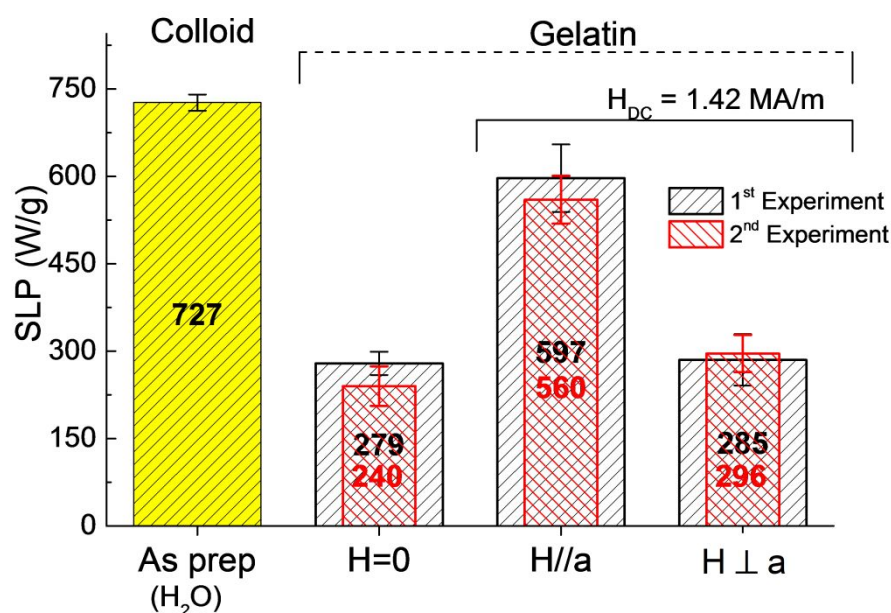 Colloid
Gelatin
H_DC = 1.42 MA/m
SLP (W/g)
750
600
450
300
150
0
1st Experiment
2nd Experiment
727
279
240
597
560
285
296
As prep
(H₂O)
H=0
H//a
H ⊥ a